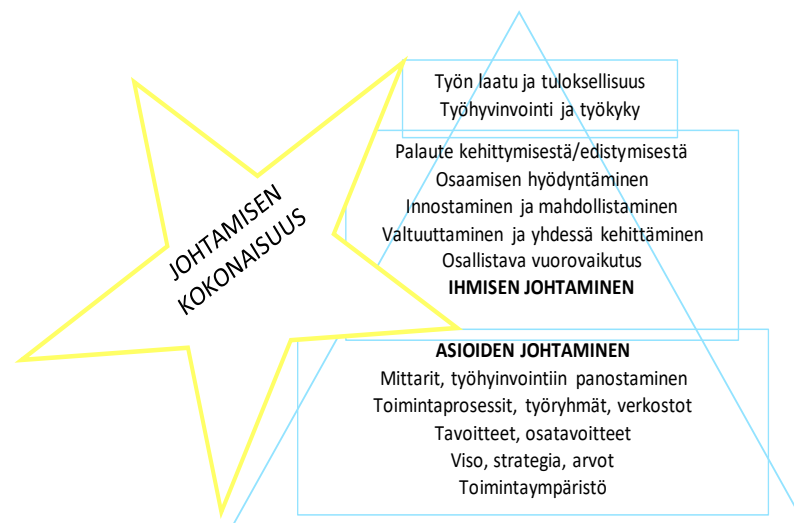 JOHTAMISEN
KOKONAISUUS
Työn laatu ja tuloksellisuus
Työhyvinvointi ja työkyky
Palaute kehittymisestä/edistymisestä
Osaamisen hyödyntäminen
Innostaminen ja mahdollistaminen
Valtuuttaminen ja yhdessä kehittäminen
Osallistava vuorovaikutus
IHMISEN JOHTAMINEN
ASIOIDEN JOHTAMINEN
Mittarit, työhyinvointiin panostaminen
Toimintaprosessit, työryhmät, verkostot
Tavoitteet, osatavoitteet
Viso, strategia, arvot
Toimintaympäristö